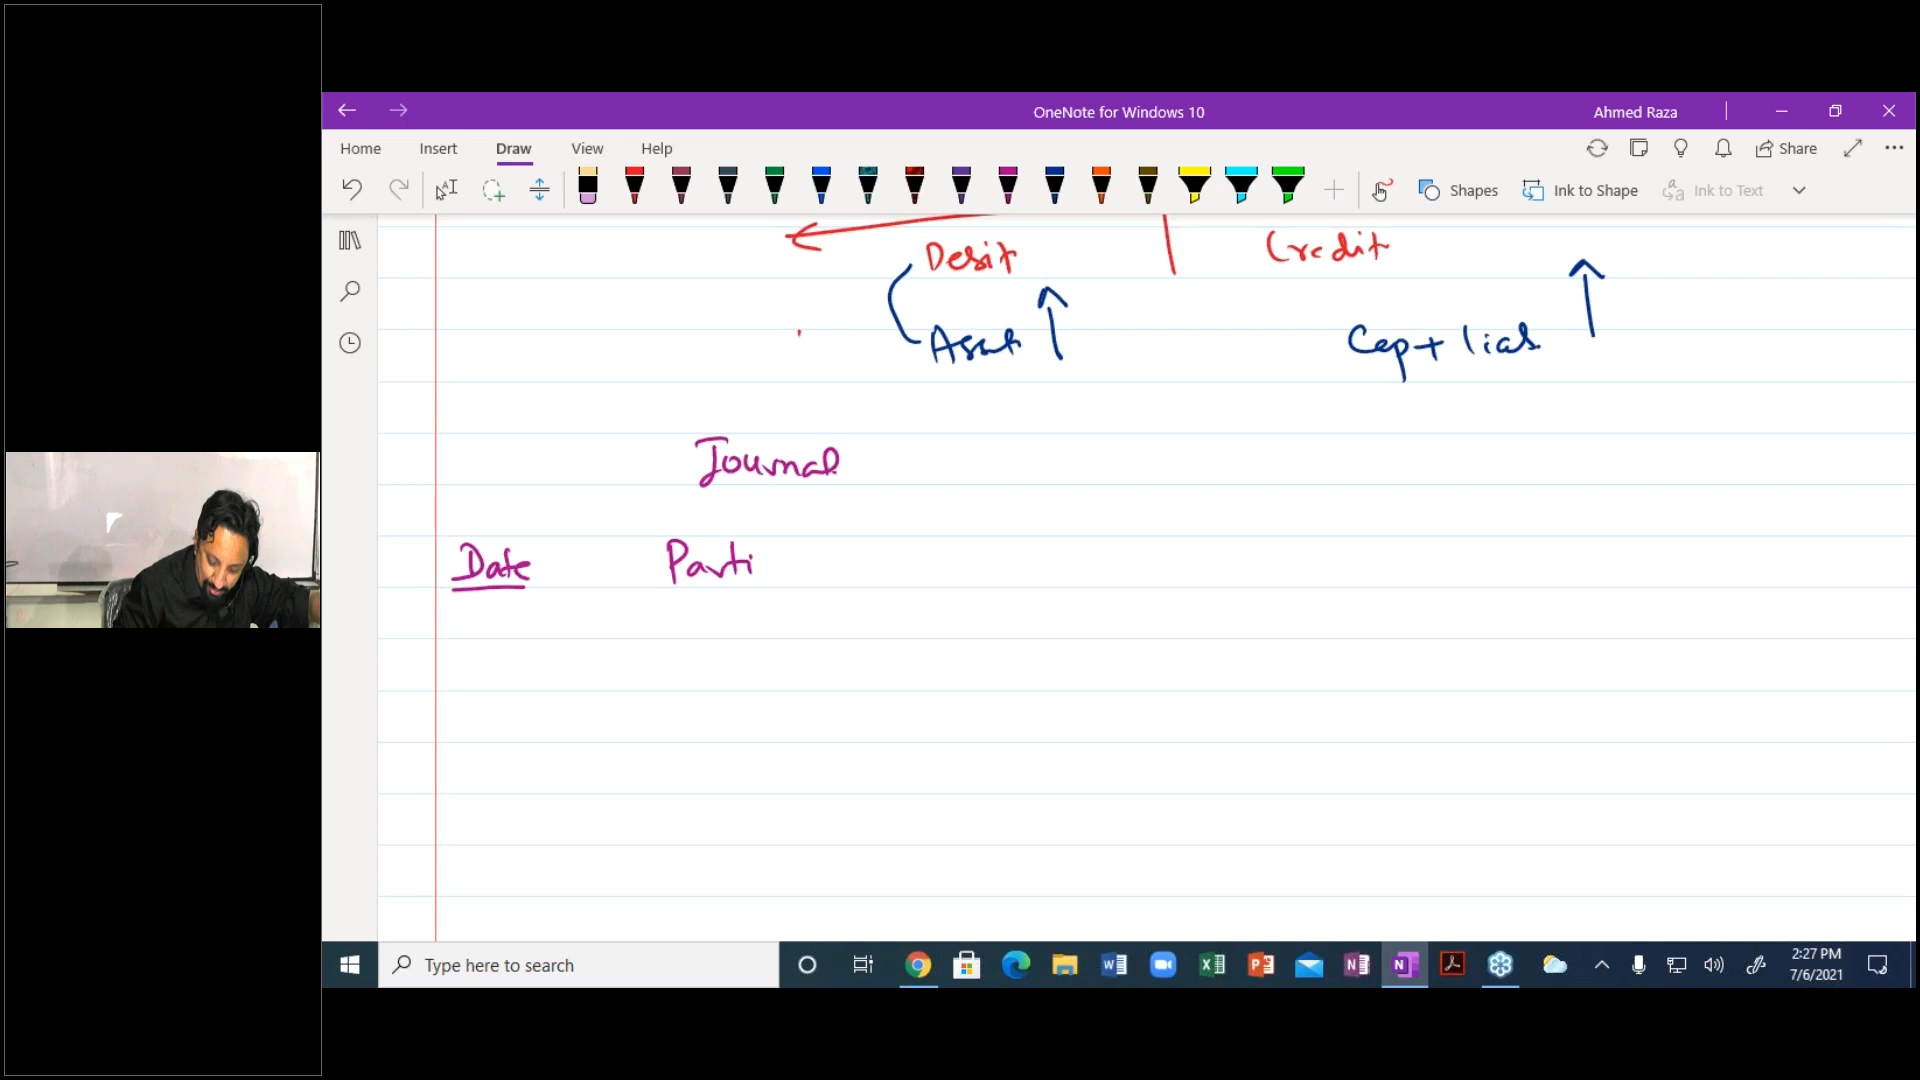 OneNote for Windows 10 Ahmed Raza
Home Insert Draw View Help Share
Shapes Ink to Shape Ink to Text
Debit Credit
Assets Cap + liab
Journal
Date Parti
Type here to search
2:27 PM
7/6/2021